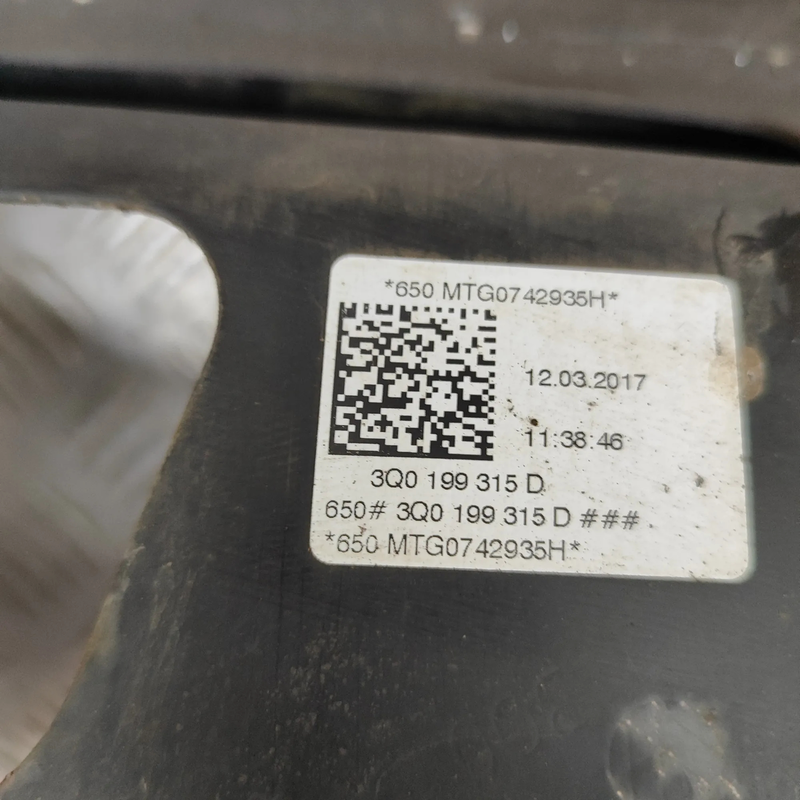 *650 MTG0742935H*
12.03.2017
11:38:46
3Q0 199 315 D
650# 3Q0 199 315 D ###
*650 MTG0742935H*